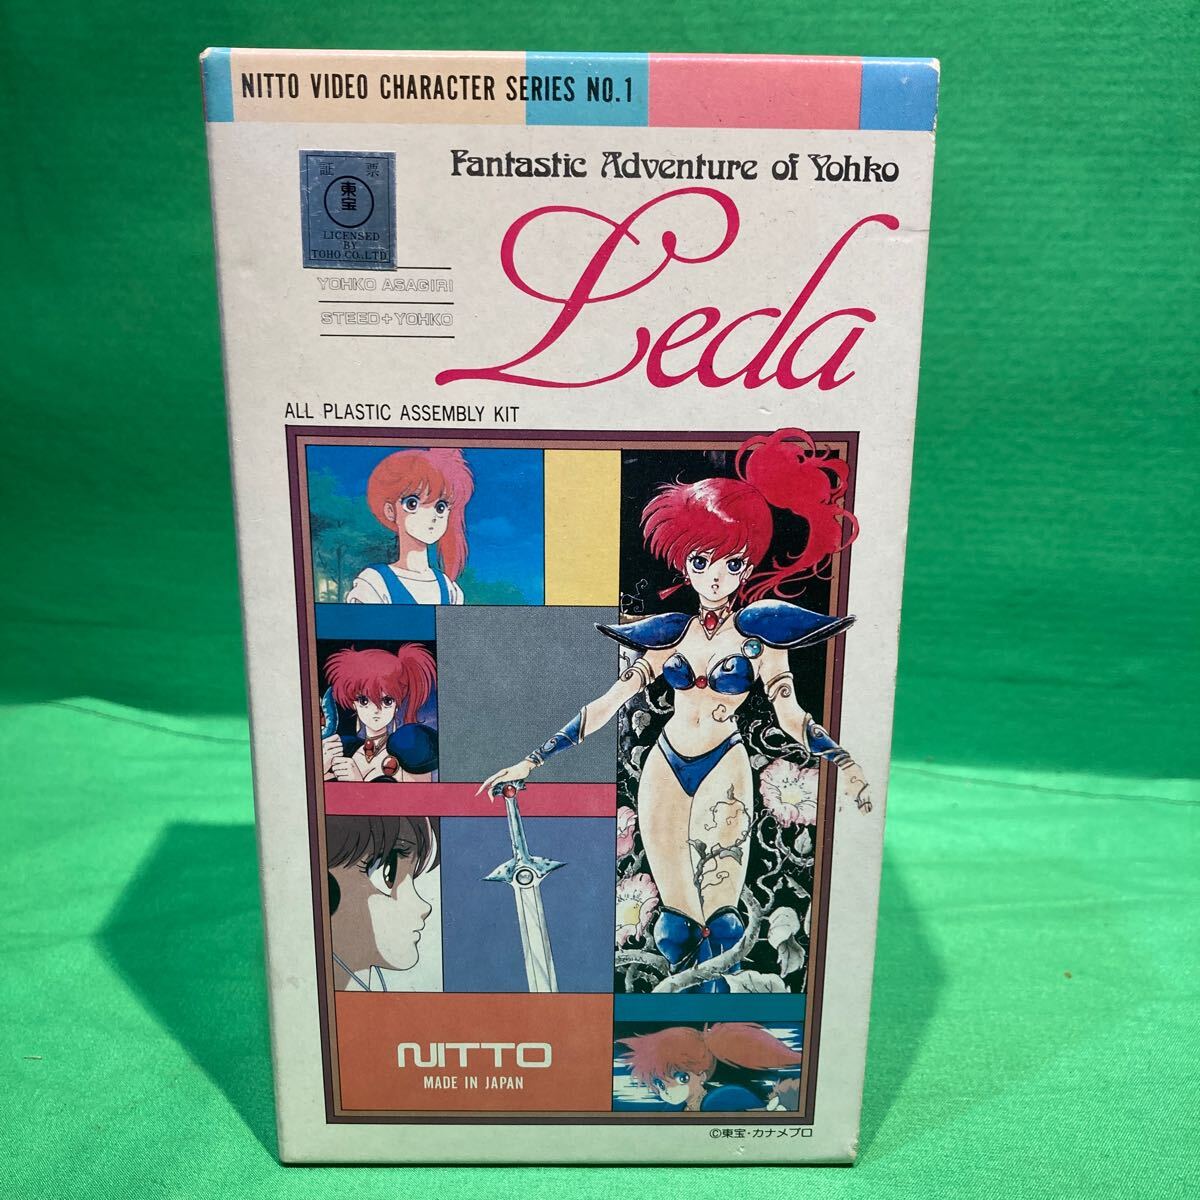 NITTO VIDEO CHARACTER SERIES NO.1
Fantastic Adventure of Yohko
Leda
証 票
東宝
LICENSED
BY
TOHO CO.,LTD
YOHKO ASAGIRI
STEED+YOHKO
ALL PLASTIC ASSEMBLY KIT
NITTO
MADE IN JAPAN
©東宝・カナメプロ